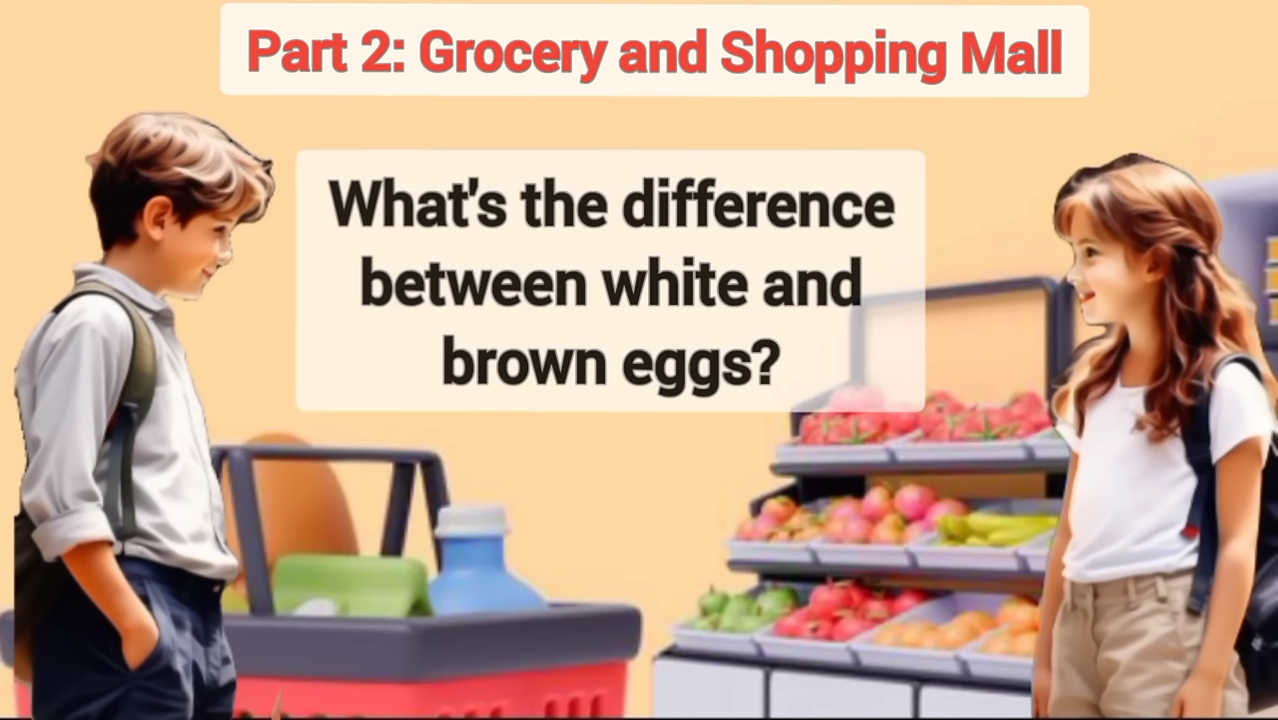 Part 2: Grocery and Shopping Mall
What's the difference
between white and
brown eggs?